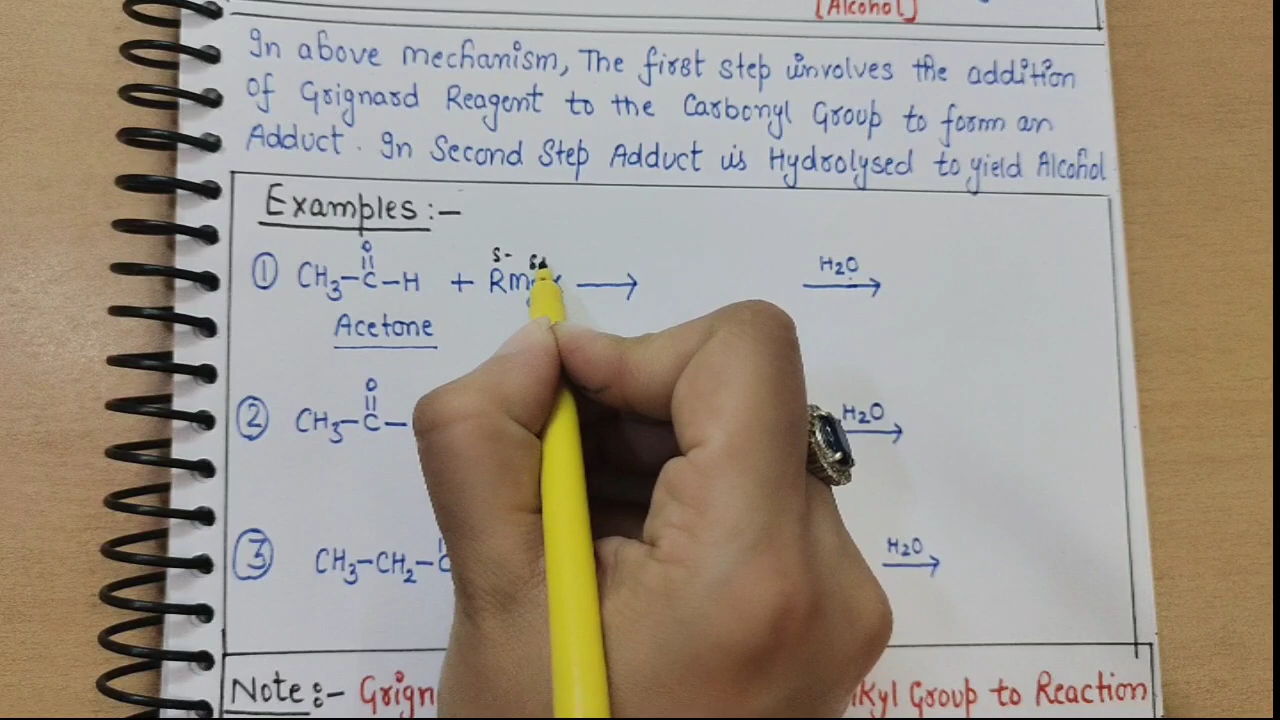 [Alcohol]
In above mechanism, The first step involves the addition
of Grignard Reagent to the Carbonyl Group to form an
Adduct. In Second Step Adduct is Hydrolysed to yield Alcohol
Examples:-
① CH₃-C-H + Rm → H₂O →
O
S- S
Acetone
② CH₃-C- H₂O →
O
③ CH₃-CH₂-C H₂O →
Note:- Grign kyl Group to Reaction